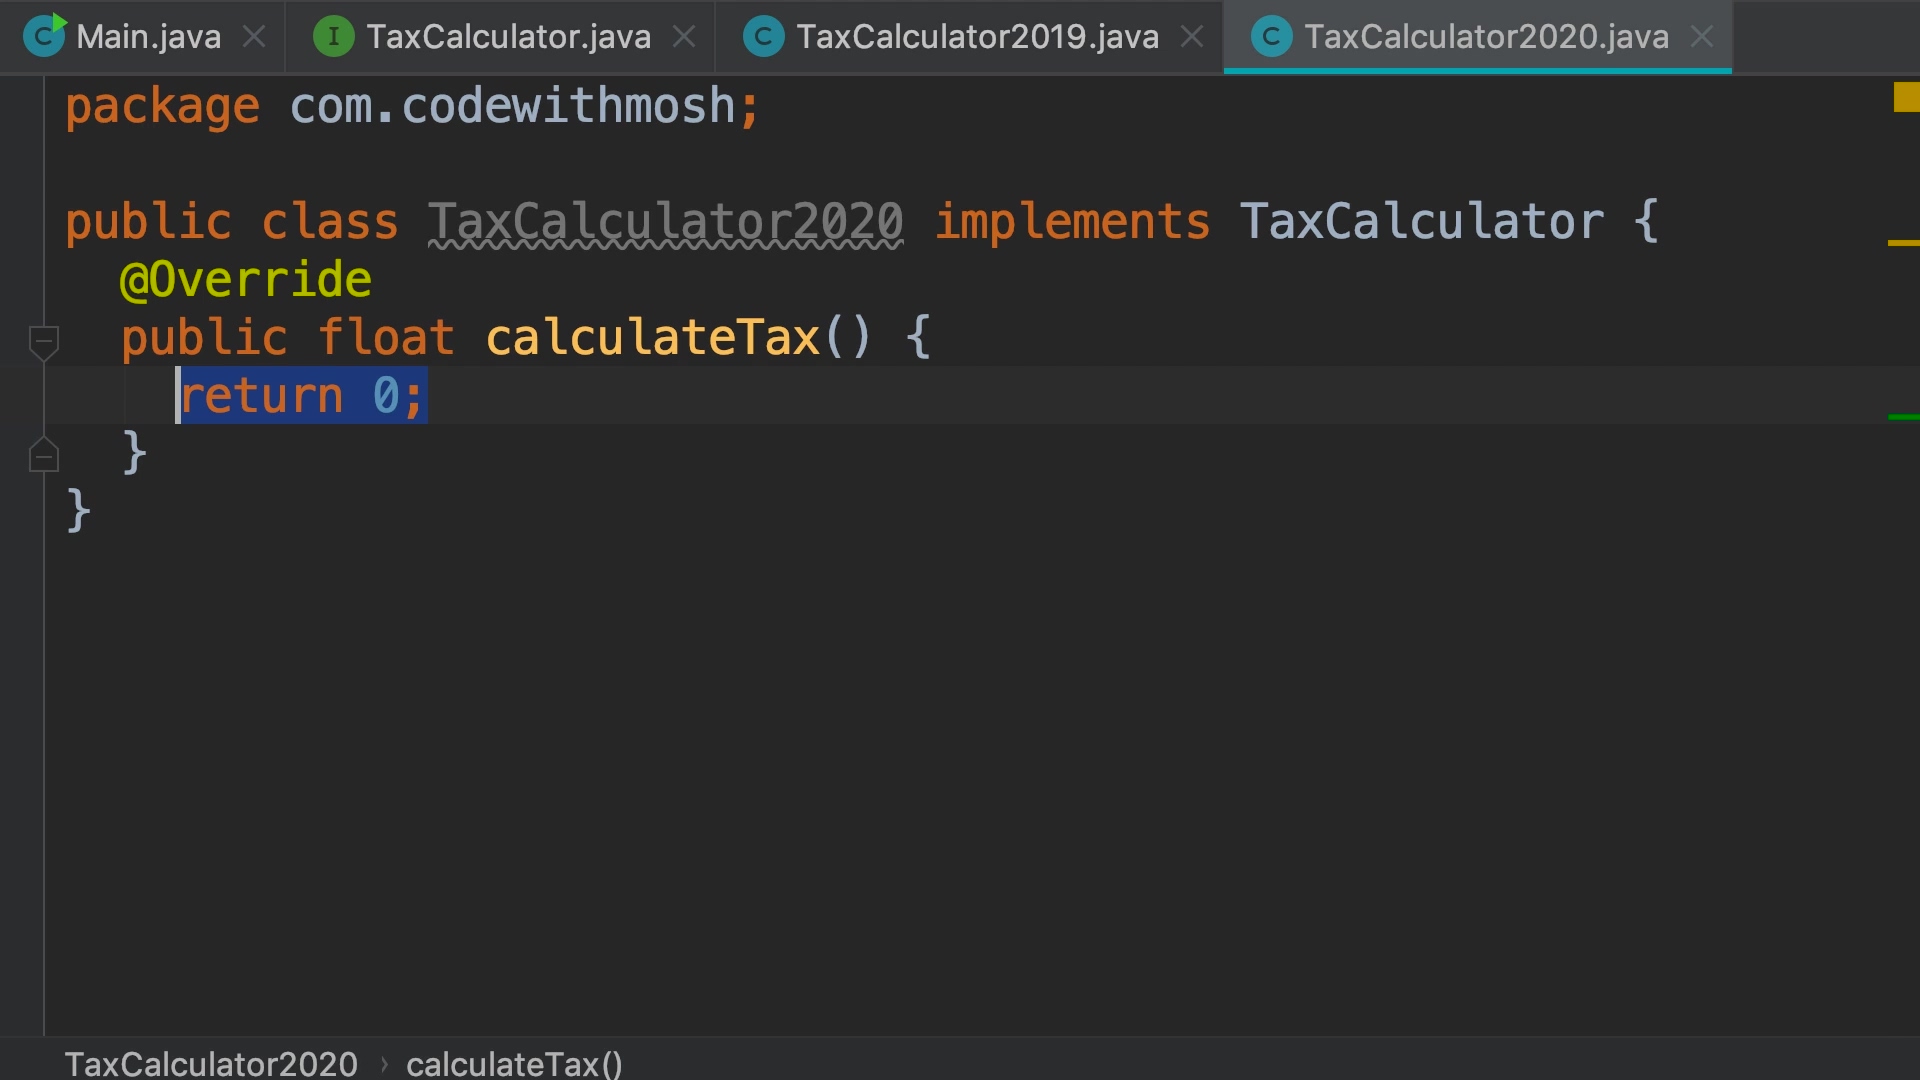 Main.java TaxCalculator.java TaxCalculator2019.java TaxCalculator2020.java
package com.codewithmosh;
public class TaxCalculator2020 implements TaxCalculator {
@Override
public float calculateTax() {
return 0;
}
}
TaxCalculator2020 › calculateTax()